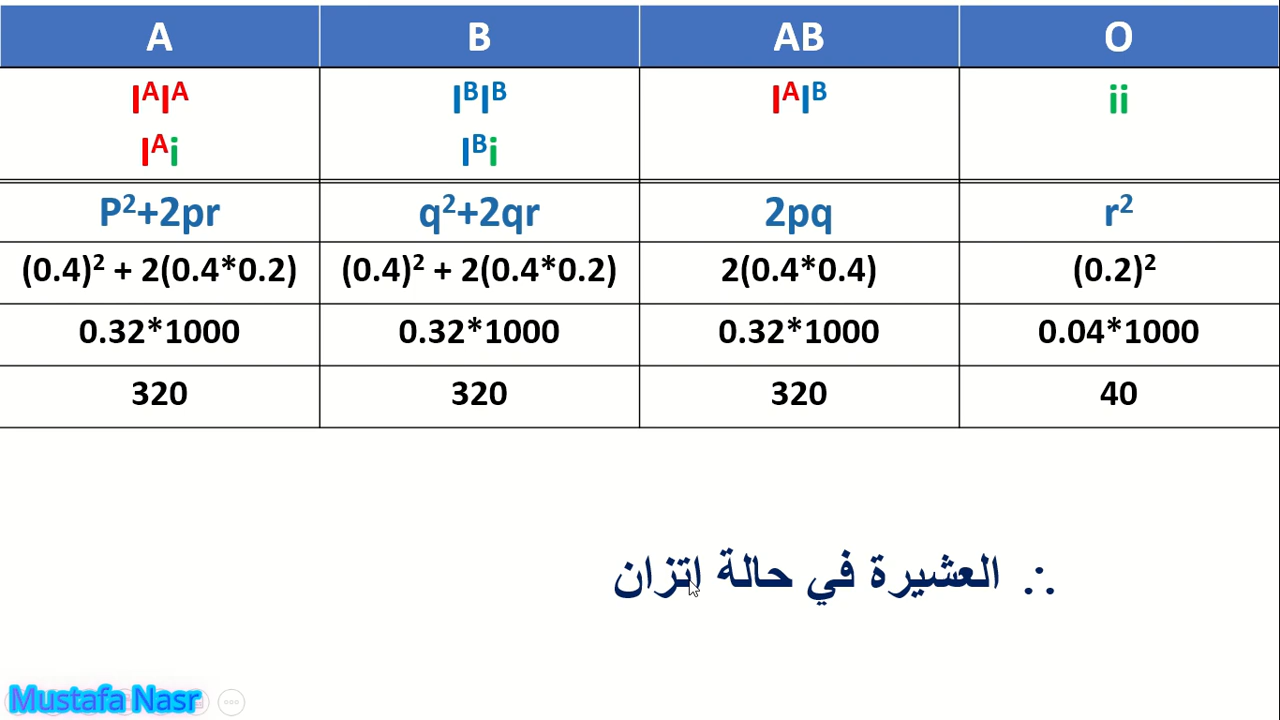 A B AB O
IᴬIᴬ IᴮIᴮ IᴬIᴮ ii
Iᴬi Iᴮi
P²+2pr q²+2qr 2pq r²
(0.4)² + 2(0.4*0.2) (0.4)² + 2(0.4*0.2) 2(0.4*0.4) (0.2)²
0.32*1000 0.32*1000 0.32*1000 0.04*1000
320 320 320 40
∴ العشيرة في حالة اتزان
Mustafa Nasr